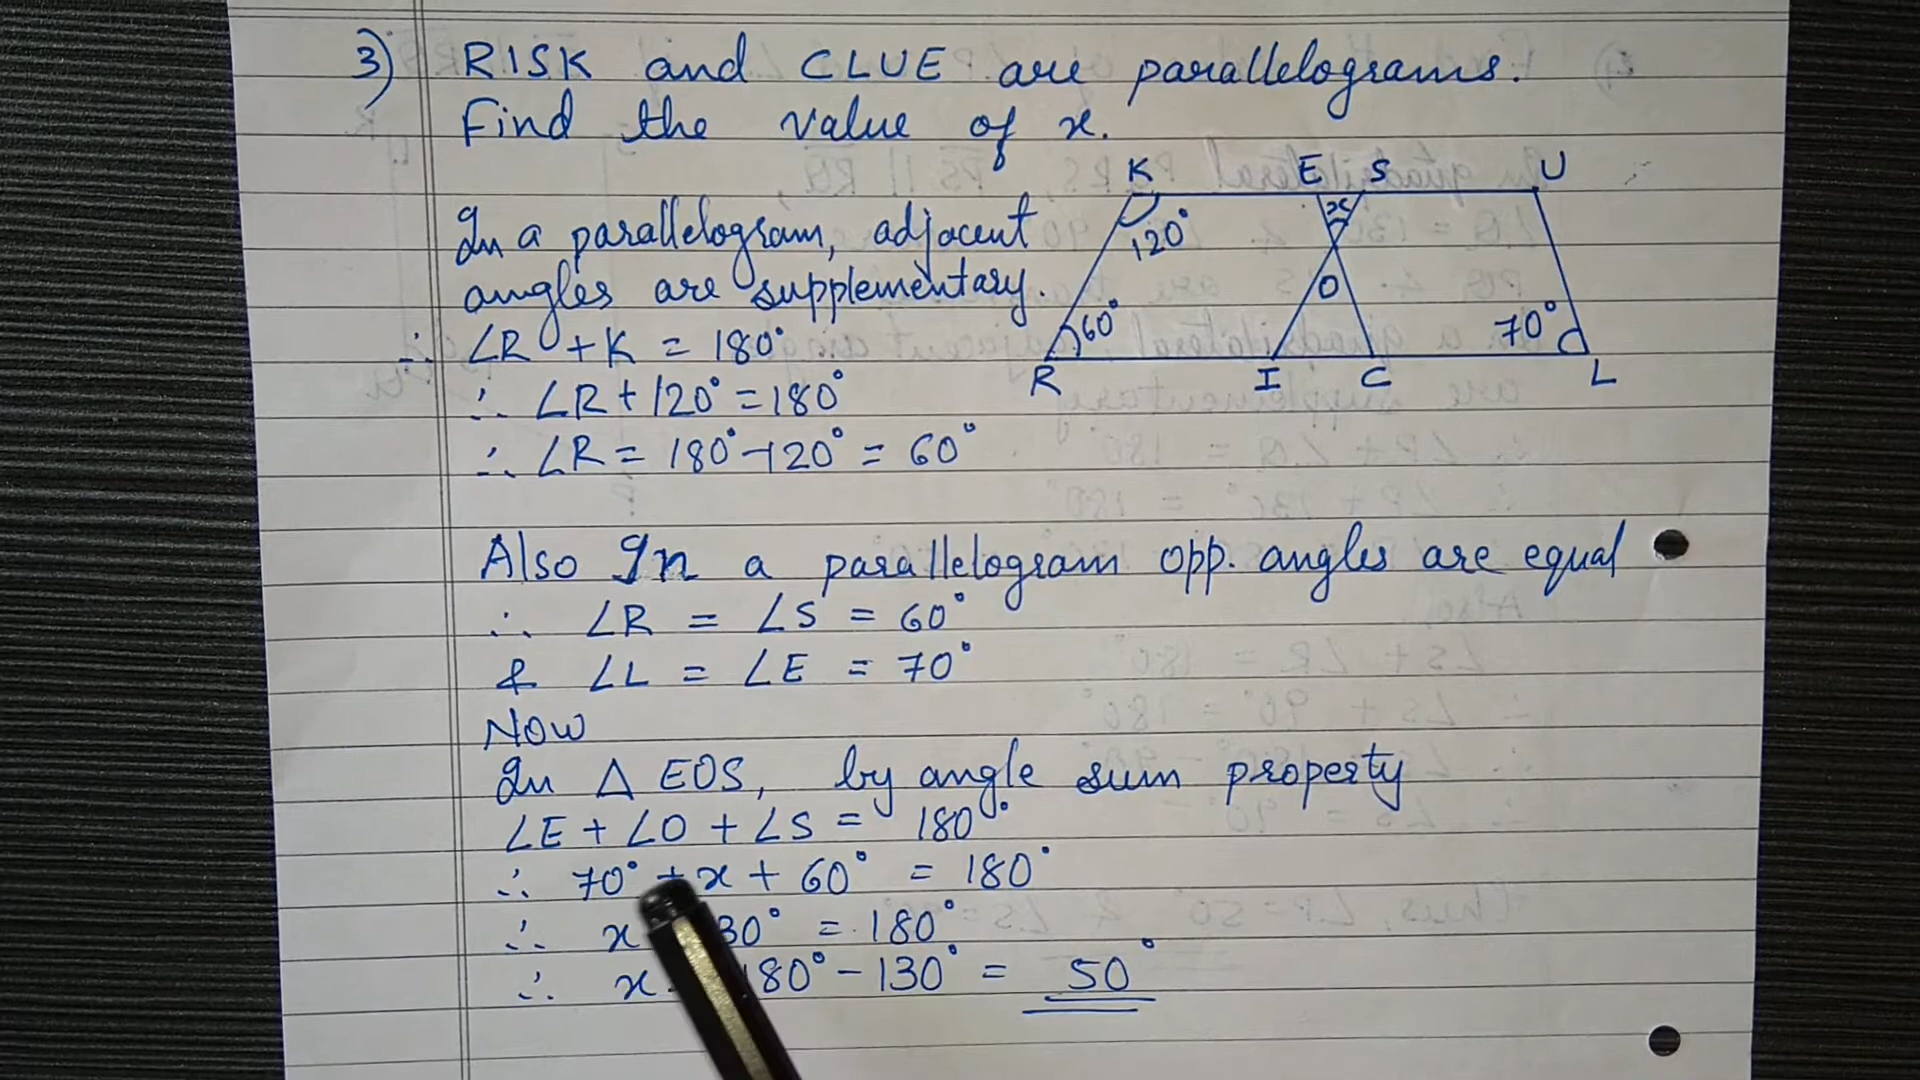 3) RISK and CLUE are parallelograms.
Find the value of x.
K E S U
x
120°
O
60°
70°
R I C L
In a parallelogram, adjacent
angles are supplementary.
∴ ∠R + K = 180°
∴ ∠R + 120° = 180°
∴ ∠R = 180° - 120° = 60°
Also In a parallelogram opp. angles are equal
∴ ∠R = ∠S = 60°
& ∠L = ∠E = 70°
Now
In △ EOS, by angle sum property
∠E + ∠O + ∠S = 180°
∴ 70° + x + 60° = 180°
∴ x 30° = 180°
∴ x 180° - 130° = 50°